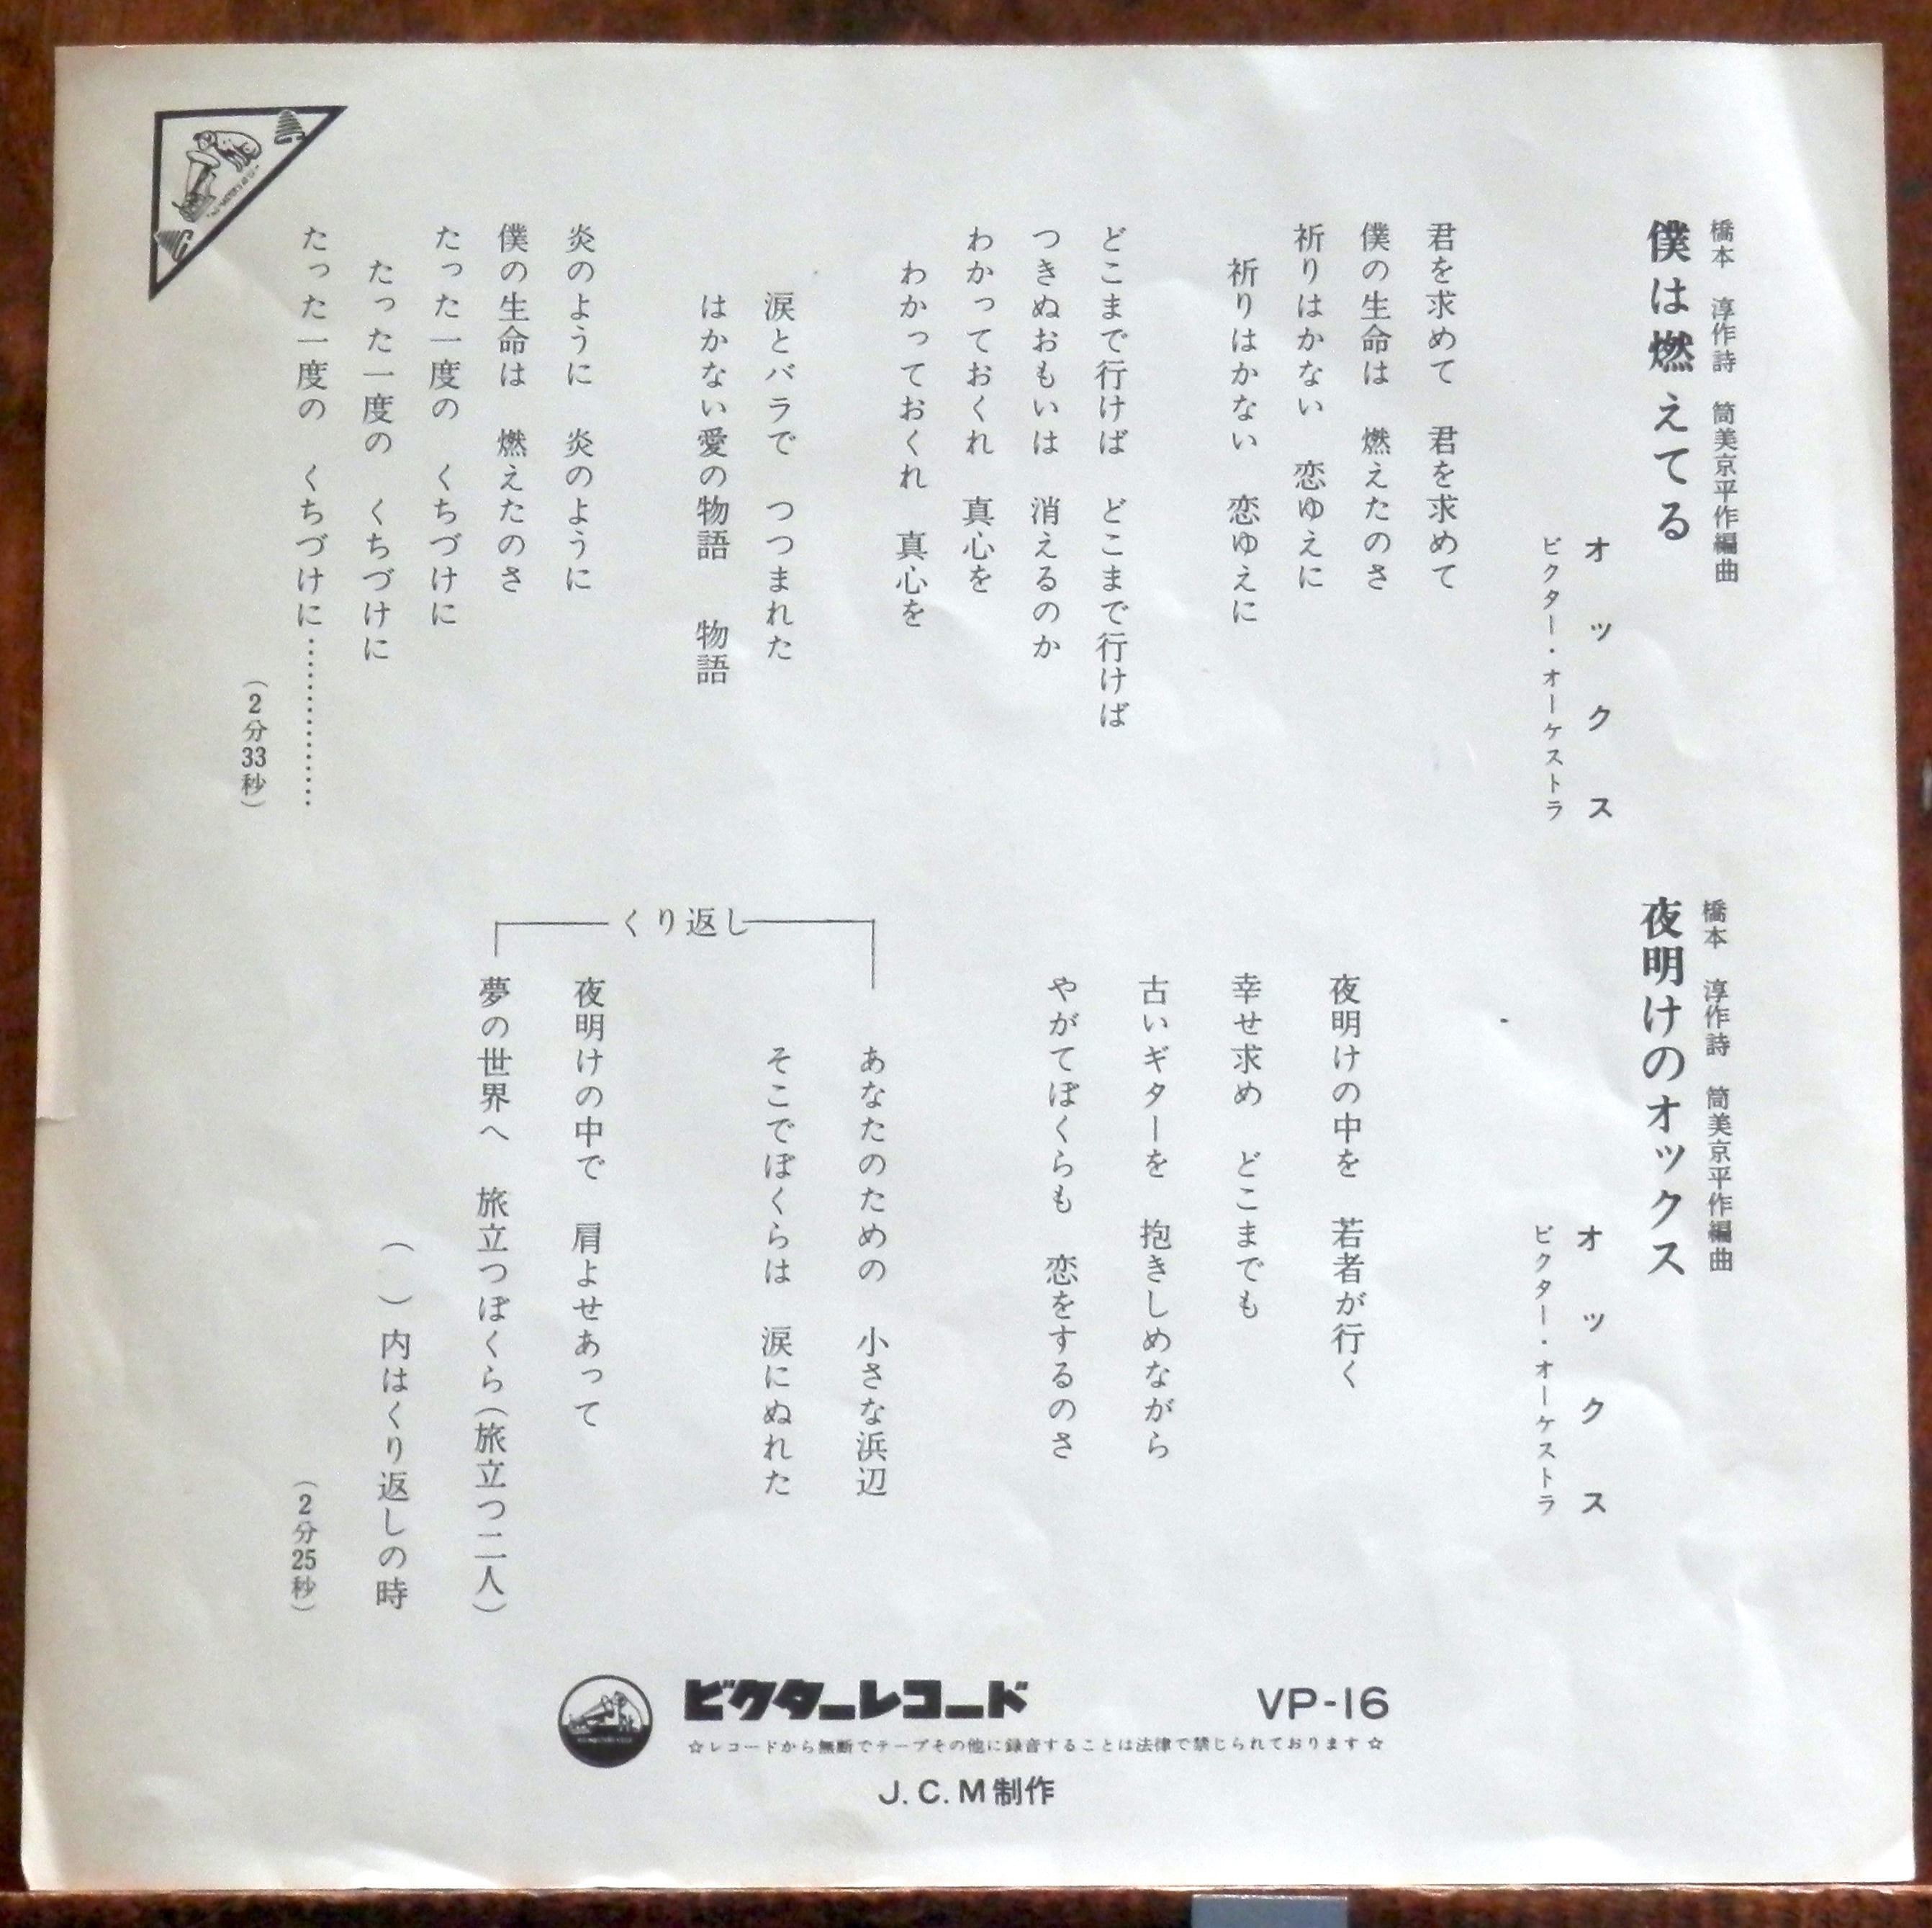 橋本　淳作詩　筒美京平作編曲
僕は燃えてる
オックス
ビクター・オーケストラ
君を求めて　君を求めて
僕の生命は　燃えたのさ
祈りはかない　恋ゆえに
祈りはかない　恋ゆえに
どこまで行けば　どこまで行けば
つきぬおもいは　消えるのか
わかっておくれ　真心を
わかっておくれ　真心を
涙とバラで　つつまれた
はかない愛の物語　物語
炎のように　炎のように
僕の生命は　燃えたのさ
たった一度の　くちづけに
たった一度の　くちづけに
たった一度の　くちづけに……………
（2分33秒）
橋本　淳作詩　筒美京平作編曲
夜明けのオックス
オックス
ビクター・オーケストラ
夜明けの中を　若者が行く
幸せ求め　どこまでも
古いギターを　抱きしめながら
やがてぼくらも　恋をするのさ
くり返し
あなたのための　小さな浜辺
そこでぼくらは　涙にぬれた
夜明けの中で　肩よせあって
夢の世界へ　旅立つぼくら（旅立つ二人）
（　）内はくり返しの時
（2分25秒）
ビクターレコード　VP-16
☆レコードから無断でテープその他に録音することは法律で禁じられております☆
J.C.M制作